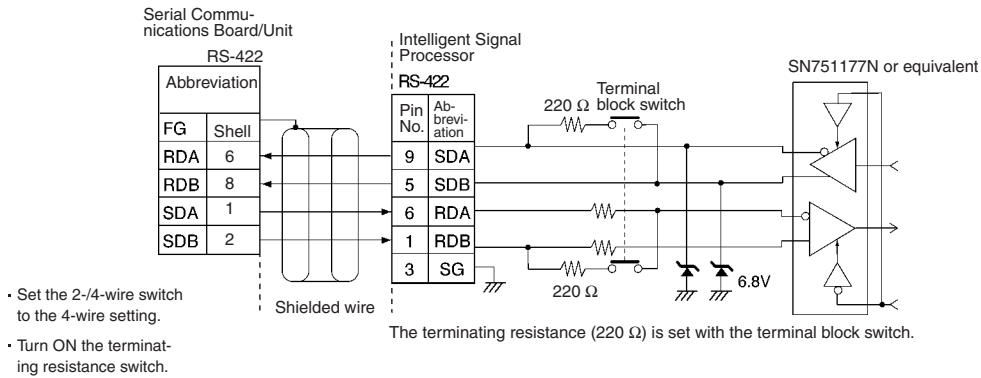 Serial Commu-
nications Board/Unit
RS-422
Abbreviation
FG Shell
RDA 6
RDB 8
SDA 1
SDB 2
Intelligent Signal
Processor
RS-422
Pin No. Ab-brevi-ation
9 SDA
5 SDB
6 RDA
1 RDB
3 SG
220 Ω
Terminal
block switch
SN751177N or equivalent
220 Ω
6.8V
Shielded wire
The terminating resistance (220 Ω) is set with the terminal block switch.
· Set the 2-/4-wire switch
to the 4-wire setting.
· Turn ON the terminat-
ing resistance switch.